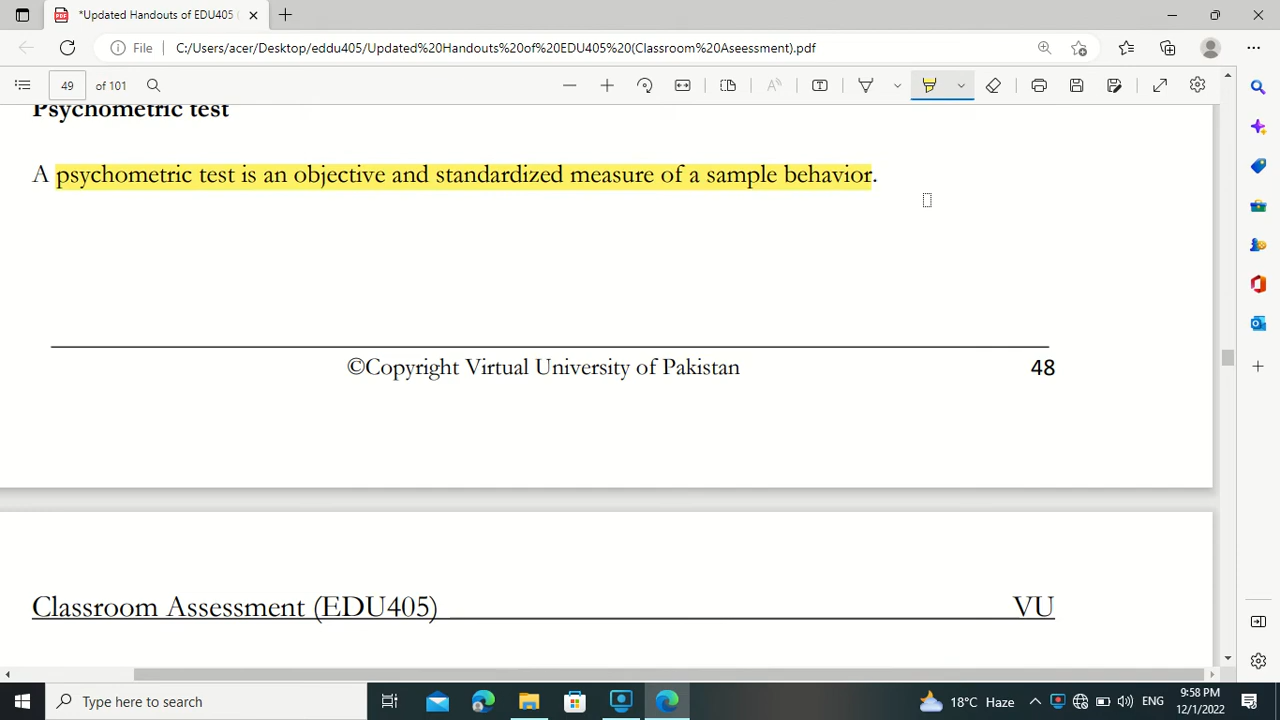 *Updated Handouts of EDU405 (
File
C:/Users/acer/Desktop/eddu405/Updated%20Handouts%20of%20EDU405%20(Classroom%20Aseessment).pdf
49 of 101
Psychometric test
A psychometric test is an objective and standardized measure of a sample behavior.
©Copyright Virtual University of Pakistan 48
Classroom Assessment (EDU405) VU
Type here to search
18°C Haze
ENG
9:58 PM
12/1/2022